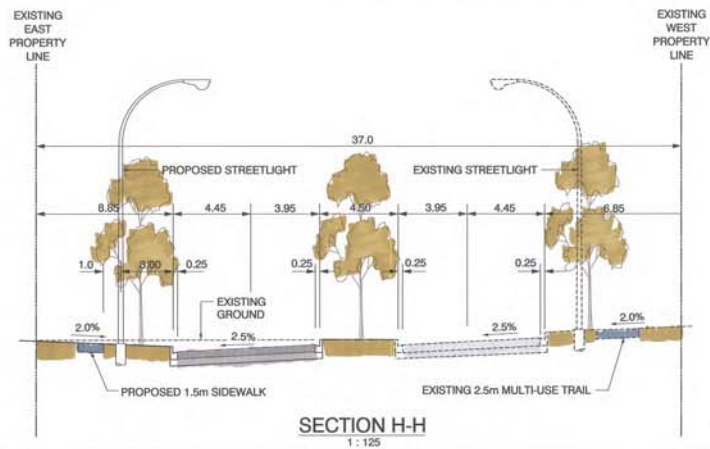 EXISTING
EAST
PROPERTY
LINE
EXISTING
WEST
PROPERTY
LINE
37.0
PROPOSED STREETLIGHT
EXISTING STREETLIGHT
8.85
4.45
3.95
4.50
3.95
4.45
6.85
1.0
3.00
0.25
0.25
0.25
0.25
EXISTING
GROUND
2.0%
2.5%
2.5%
2.0%
PROPOSED 1.5m SIDEWALK
EXISTING 2.5m MULTI-USE TRAIL
SECTION H-H
1 : 125